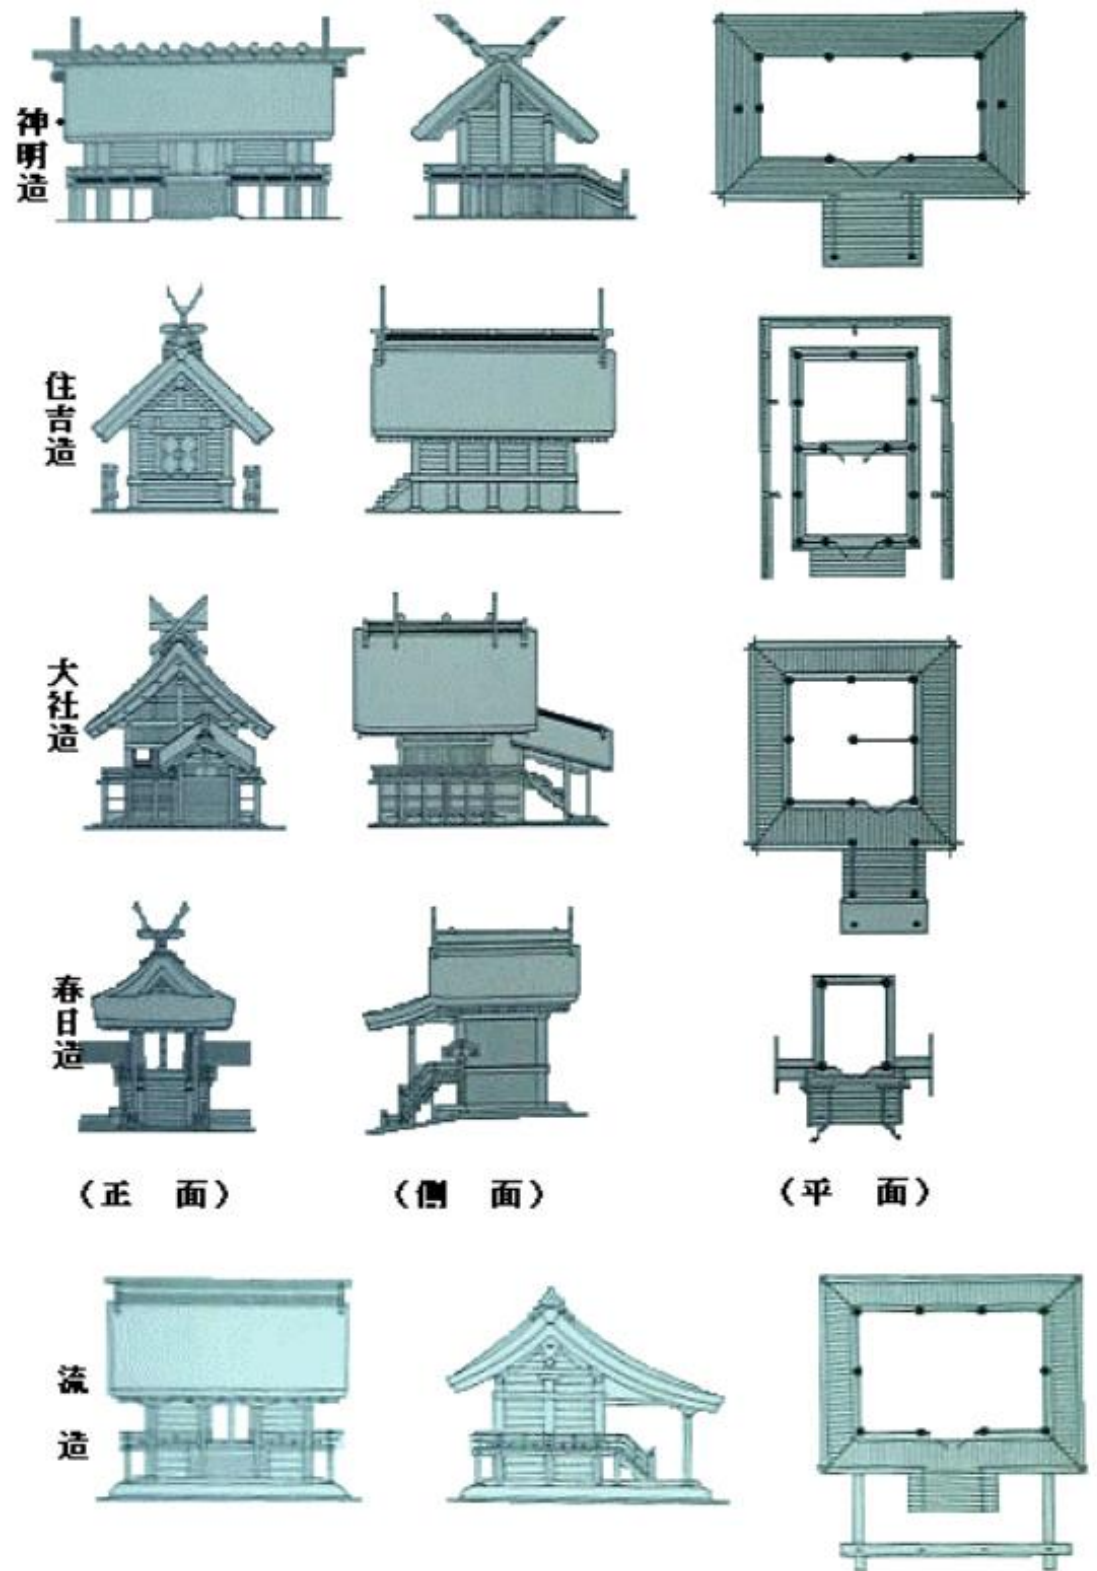 神明造
住吉造
大社造
春日造
（正　面）　（側　面）　（平　面）
流　造